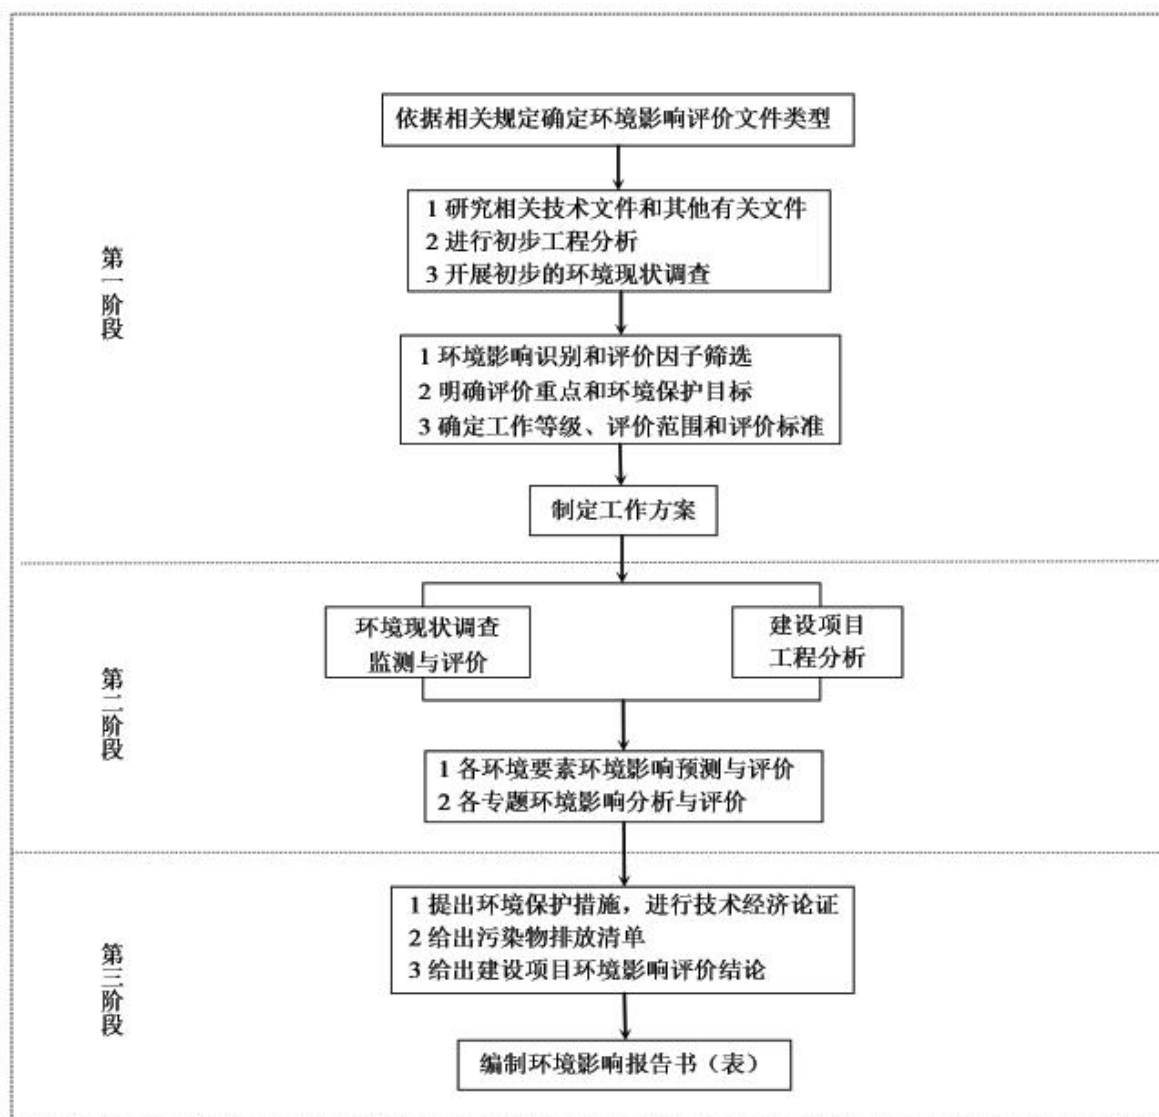 依据相关规定确定环境影响评价文件类型
1 研究相关技术文件和其他有关文件
2 进行初步工程分析
3 开展初步的环境现状调查
第一阶段
1 环境影响识别和评价因子筛选
2 明确评价重点和环境保护目标
3 确定工作等级、评价范围和评价标准
制定工作方案
环境现状调查
监测与评价
建设项目
工程分析
第二阶段
1 各环境要素环境影响预测与评价
2 各专题环境影响分析与评价
1 提出环境保护措施，进行技术经济论证
2 给出污染物排放清单
3 给出建设项目环境影响评价结论
第三阶段
编制环境影响报告书（表）